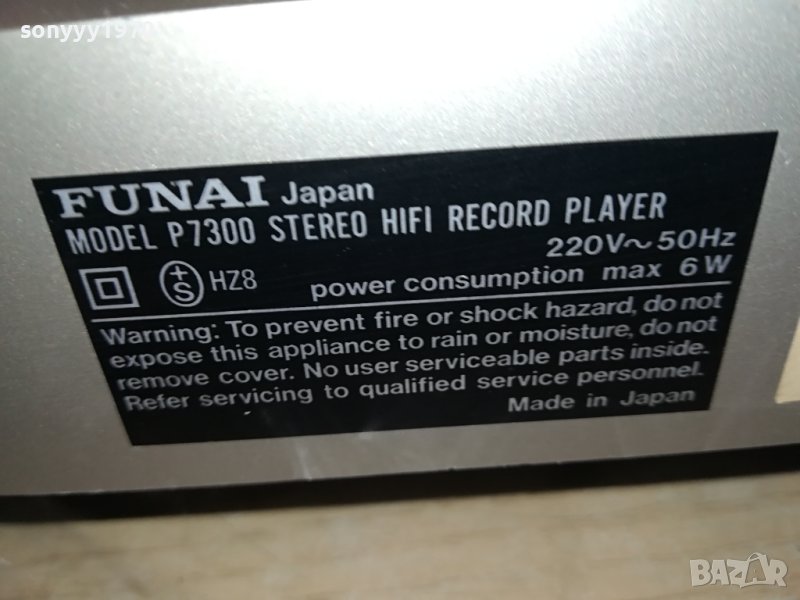 sonyyy1974
FUNAI Japan
MODEL P7300 STEREO HIFI RECORD PLAYER
220V~50Hz
+S HZ8 power consumption max 6W
Warning: To prevent fire or shock hazard, do not
expose this appliance to rain or moisture, do not
remove cover. No user serviceable parts inside.
Refer servicing to qualified service personnel.
Made in Japan
BAZAR